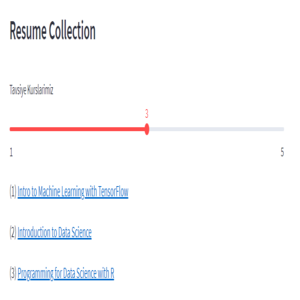 Resume Collection
Tavsiye Kurslarimiz
3
1 5
(1) Intro to Machine Learning with TensorFlow
(2) Introduction to Data Science
(3) Programming for Data Science with R